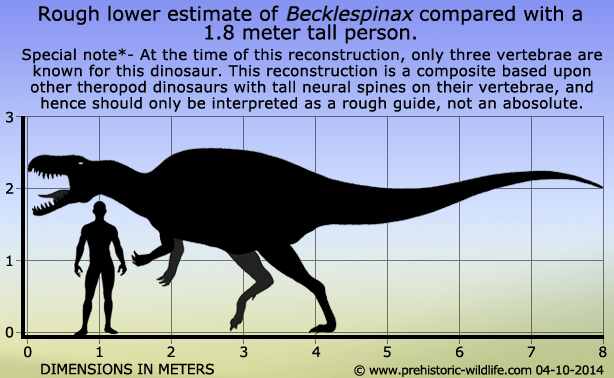 Rough lower estimate of Becklespinax compared with a
1.8 meter tall person.
Special note*- At the time of this reconstruction, only three vertebrae are
known for this dinosaur. This reconstruction is a composite based upon
other theropod dinosaurs with tall neural spines on their vertebrae, and
hence should only be interpreted as a rough guide, not an abosolute.
3
2
1
0
0 1 2 3 4 5 6 7 8
DIMENSIONS IN METERS © www.prehistoric-wildlife.com 04-10-2014